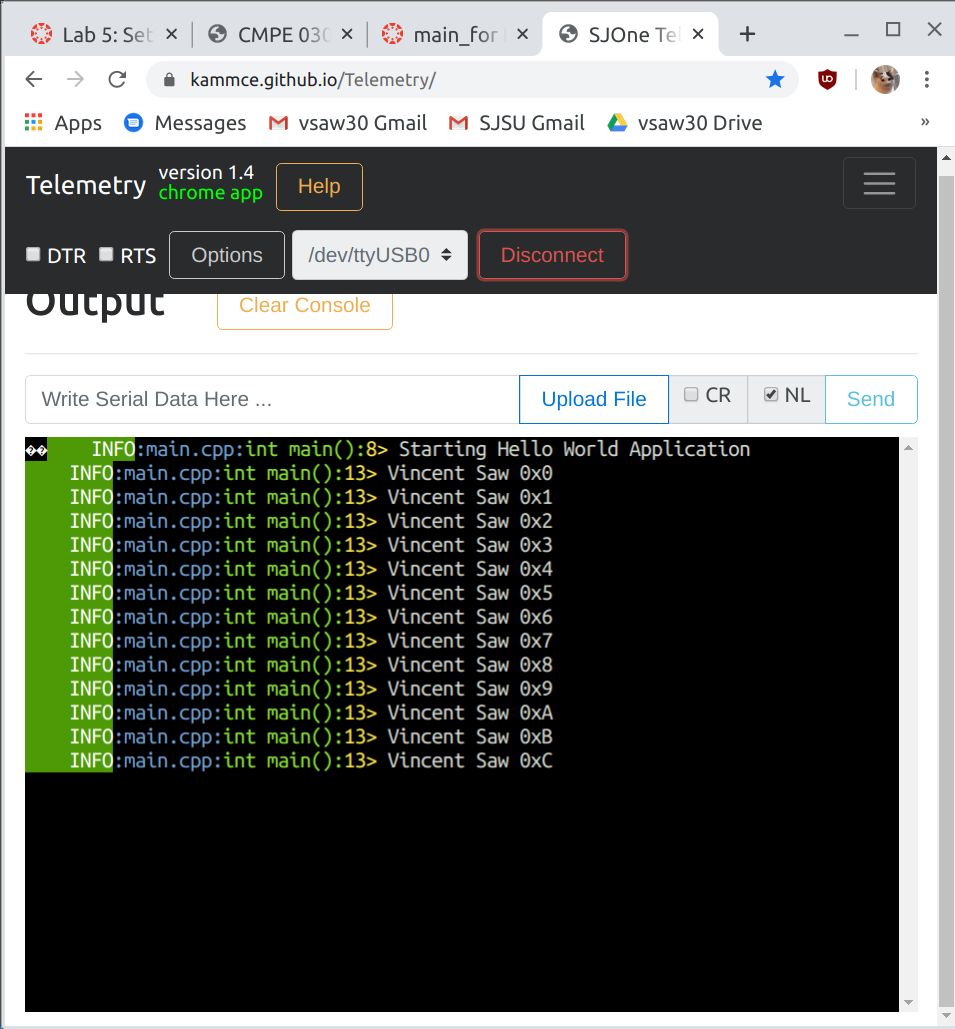 Lab 5: Set
CMPE 030
main_for
SJOne Tel
kammce.github.io/Telemetry/
Apps
Messages
vsaw30 Gmail
SJSU Gmail
vsaw30 Drive
»
Telemetry
version 1.4
chrome app
Help
DTR
RTS
Options
/dev/ttyUSB0
Disconnect
Output
Clear Console
Write Serial Data Here ...
Upload File
CR
NL
Send
��    INFO:main.cpp:int main():8> Starting Hello World Application
INFO:main.cpp:int main():13> Vincent Saw 0x0
INFO:main.cpp:int main():13> Vincent Saw 0x1
INFO:main.cpp:int main():13> Vincent Saw 0x2
INFO:main.cpp:int main():13> Vincent Saw 0x3
INFO:main.cpp:int main():13> Vincent Saw 0x4
INFO:main.cpp:int main():13> Vincent Saw 0x5
INFO:main.cpp:int main():13> Vincent Saw 0x6
INFO:main.cpp:int main():13> Vincent Saw 0x7
INFO:main.cpp:int main():13> Vincent Saw 0x8
INFO:main.cpp:int main():13> Vincent Saw 0x9
INFO:main.cpp:int main():13> Vincent Saw 0xA
INFO:main.cpp:int main():13> Vincent Saw 0xB
INFO:main.cpp:int main():13> Vincent Saw 0xC